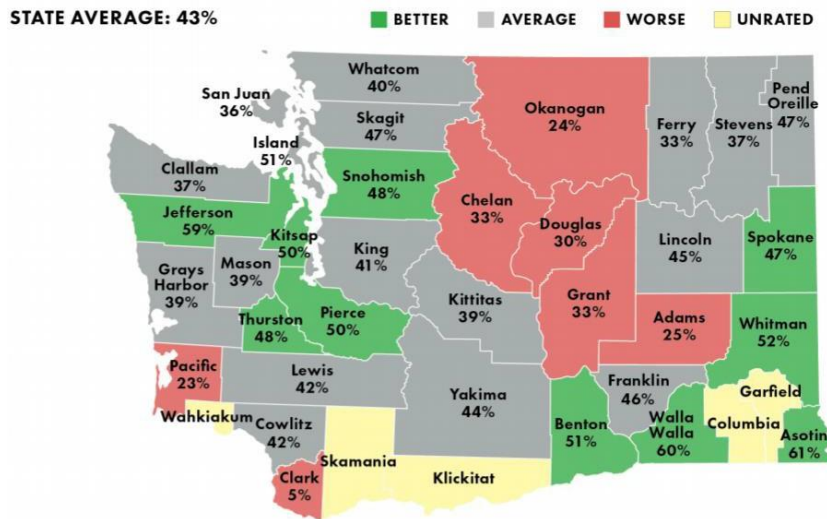 STATE AVERAGE: 43%
BETTER
AVERAGE
WORSE
UNRATED
Whatcom
40%
San Juan
36%
Skagit
47%
Island
51%
Okanogan
24%
Ferry
33%
Stevens
37%
Pend
Oreille
47%
Clallam
37%
Snohomish
48%
Jefferson
59%
Chelan
33%
Douglas
30%
Kitsap
50%
King
41%
Lincoln
45%
Spokane
47%
Grays
Harbor
39%
Mason
39%
Kittitas
39%
Grant
33%
Thurston
48%
Pierce
50%
Adams
25%
Whitman
52%
Pacific
23%
Lewis
42%
Yakima
44%
Franklin
46%
Garfield
Wahkiakum
Cowlitz
42%
Benton
51%
Walla
Walla
60%
Columbia
Asotin
61%
Skamania
Klickitat
Clark
5%